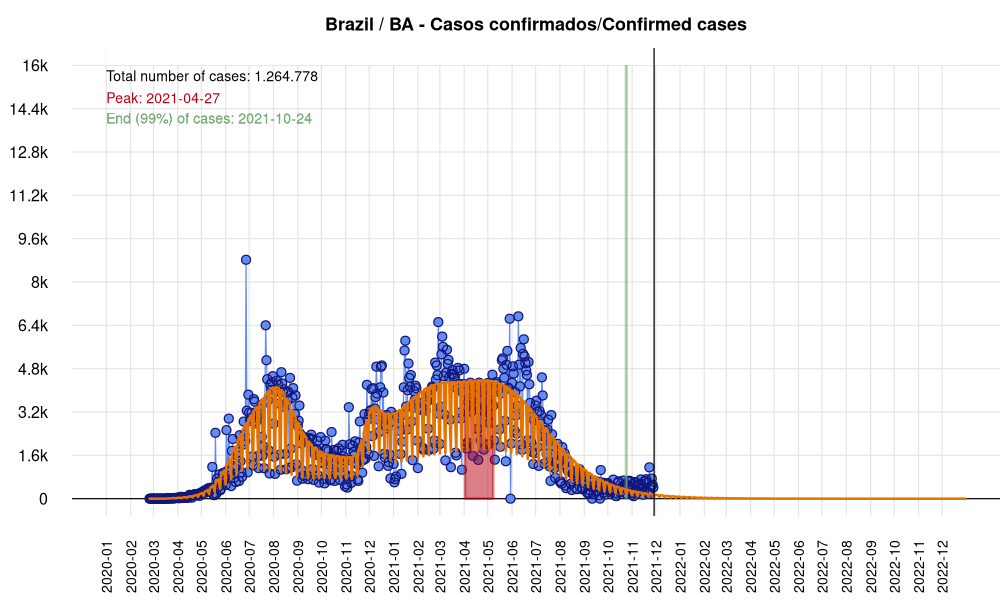 Brazil / BA - Casos confirmados/Confirmed cases
Total number of cases: 1.264.778
Peak: 2021-04-27
End (99%) of cases: 2021-10-24
16k
14.4k
12.8k
11.2k
9.6k
8k
6.4k
4.8k
3.2k
1.6k
0
2020-01
2020-02
2020-03
2020-04
2020-05
2020-06
2020-07
2020-08
2020-09
2020-10
2020-11
2020-12
2021-01
2021-02
2021-03
2021-04
2021-05
2021-06
2021-07
2021-08
2021-09
2021-10
2021-11
2021-12
2022-01
2022-02
2022-03
2022-04
2022-05
2022-06
2022-07
2022-08
2022-09
2022-10
2022-11
2022-12